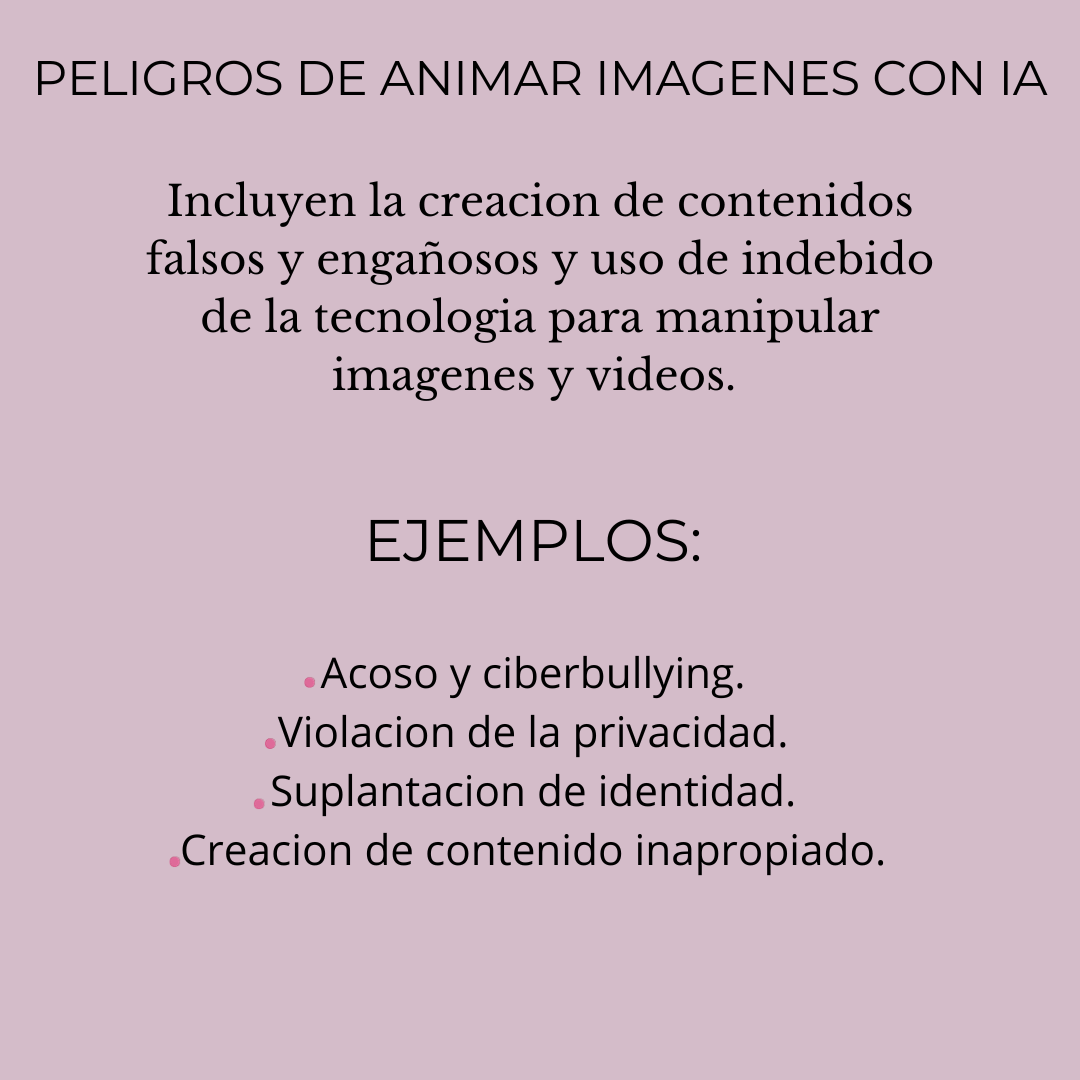 PELIGROS DE ANIMAR IMAGENES CON IA
Incluyen la creacion de contenidos
falsos y engañosos y uso de indebido
de la tecnologia para manipular
imagenes y videos.
EJEMPLOS:
.Acoso y ciberbullying.
.Violacion de la privacidad.
.Suplantacion de identidad.
.Creacion de contenido inapropiado.